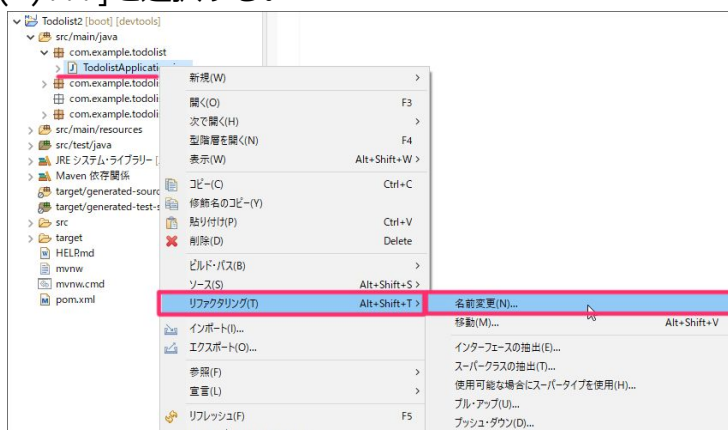 Todolist2 [boot] [devtools]
src/main/java
com.example.todolist
TodolistApplicatio
com.example.todoli
com.example.todoli
com.example.todoli
src/main/resources
src/test/java
JRE システム・ライブラリー [
Maven 依存関係
target/generated-sourc
target/generated-test-s
src
target
HELP.md
mvnw
mvnw.cmd
pom.xml
新規(W)
開く(O) F3
次で開く(H)
型階層を開く(N) F4
表示(W) Alt+Shift+W
コピー(C) Ctrl+C
修飾名のコピー(Y)
貼り付け(P) Ctrl+V
削除(D) Delete
ビルド・パス(B)
ソース(S) Alt+Shift+S
リファクタリング(T) Alt+Shift+T
インポート(I)...
エクスポート(O)...
参照(F)
宣言(L)
リフレッシュ(F) F5
名前変更(N)...
移動(M)... Alt+Shift+V
インターフェースの抽出(E)...
スーパークラスの抽出(T)...
使用可能な場合にスーパータイプを使用(H)...
プル・アップ(U)...
プッシュ・ダウン(D)...